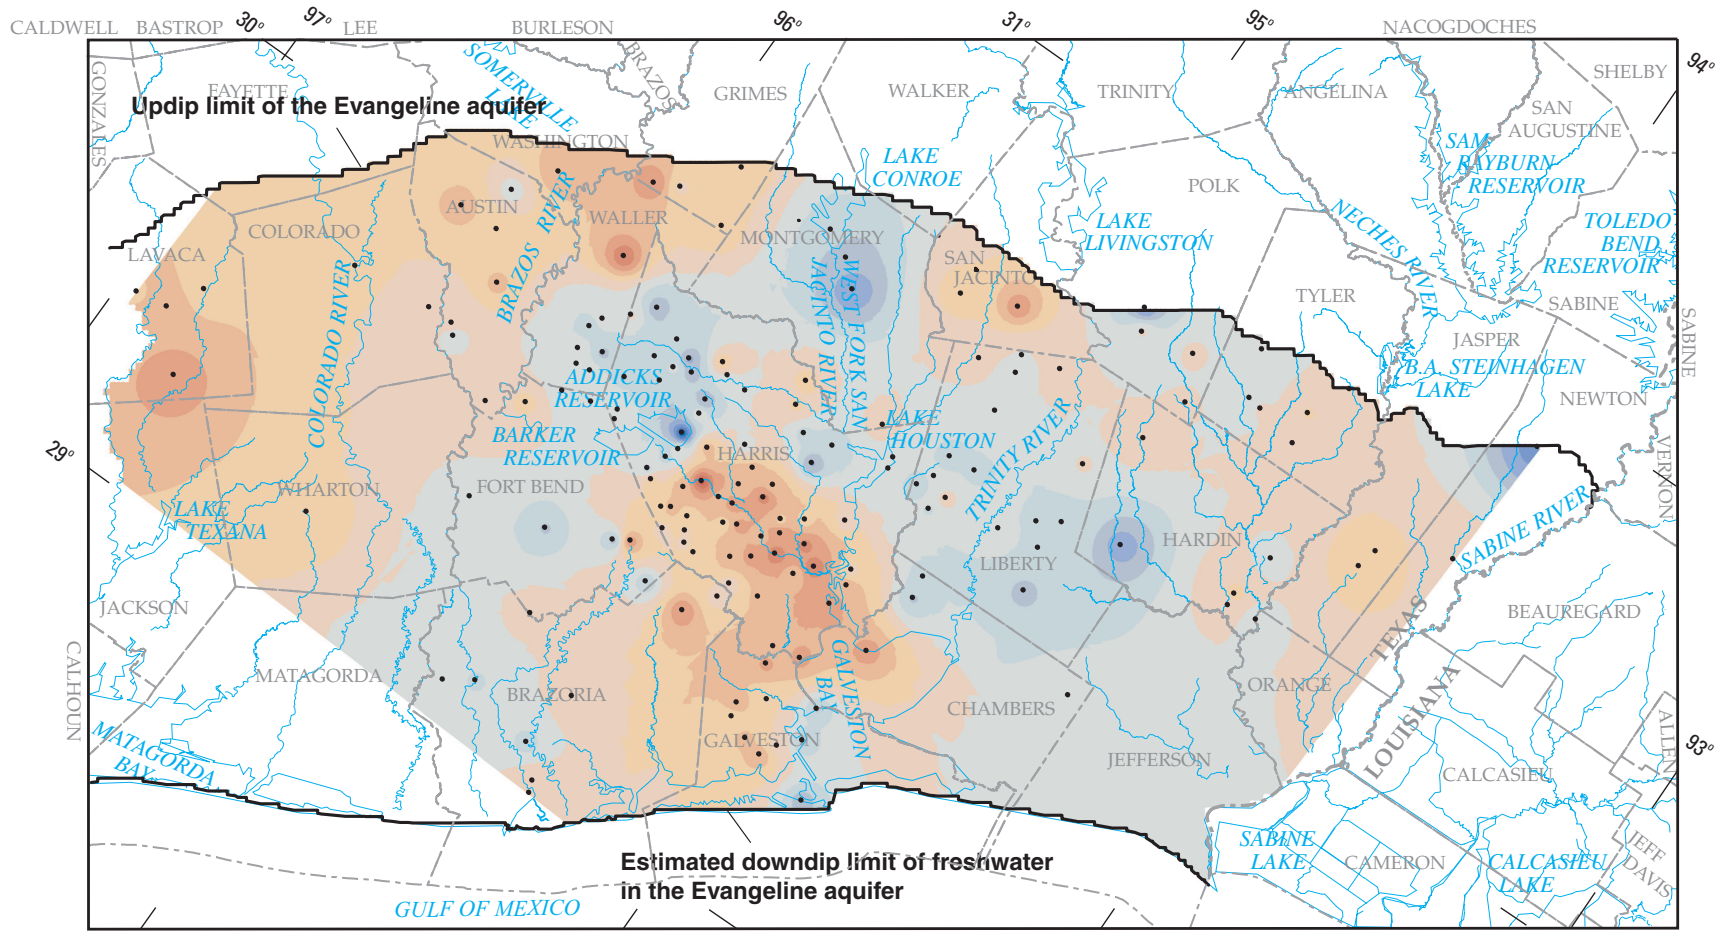 30°
97°
96°
31°
95°
94°
CALDWELL
BASTROP
LEE
BURLESON
NACOGDOCHES
GONZALES
FAYETTE
BRAZOS
GRIMES
WALKER
TRINITY
ANGELINA
SHELBY
SAN
AUGUSTINE
Updip limit of the Evangeline aquifer
SOMERVILLE
LAKE
WASHINGTON
LAKE
CONROE
SAM
RAYBURN
RESERVOIR
POLK
AUSTIN
BRAZOS RIVER
WALLER
MONTGOMERY
LAKE
LIVINGSTON
NECHES RIVER
TOLEDO
BEND
RESERVOIR
COLORADO
LAVACA
SAN
JACINTO
WEST FORK SAN
JACINTO RIVER
TYLER
SABINE
SABINE
JASPER
COLORADO RIVER
ADDICKS
RESERVOIR
B.A. STEINHAGEN
LAKE
NEWTON
LAKE
HOUSTON
BARKER
RESERVOIR
HARRIS
TRINITY RIVER
VERNON
29°
WHARTON
FORT BEND
LAKE
TEXANA
SABINE RIVER
HARDIN
LIBERTY
JACKSON
BEAUREGARD
TEXAS
LOUISIANA
CALHOUN
MATAGORDA
BRAZORIA
GALVESTON
BAY
ORANGE
CHAMBERS
ALLEN
93°
MATAGORDA
BAY
GALVESTON
JEFFERSON
CALCASIEU
Estimated downdip limit of freshwater
in the Evangeline aquifer
SABINE
LAKE
CAMERON
CALCASIEU
LAKE
JEFF
DAVIS
GULF OF MEXICO